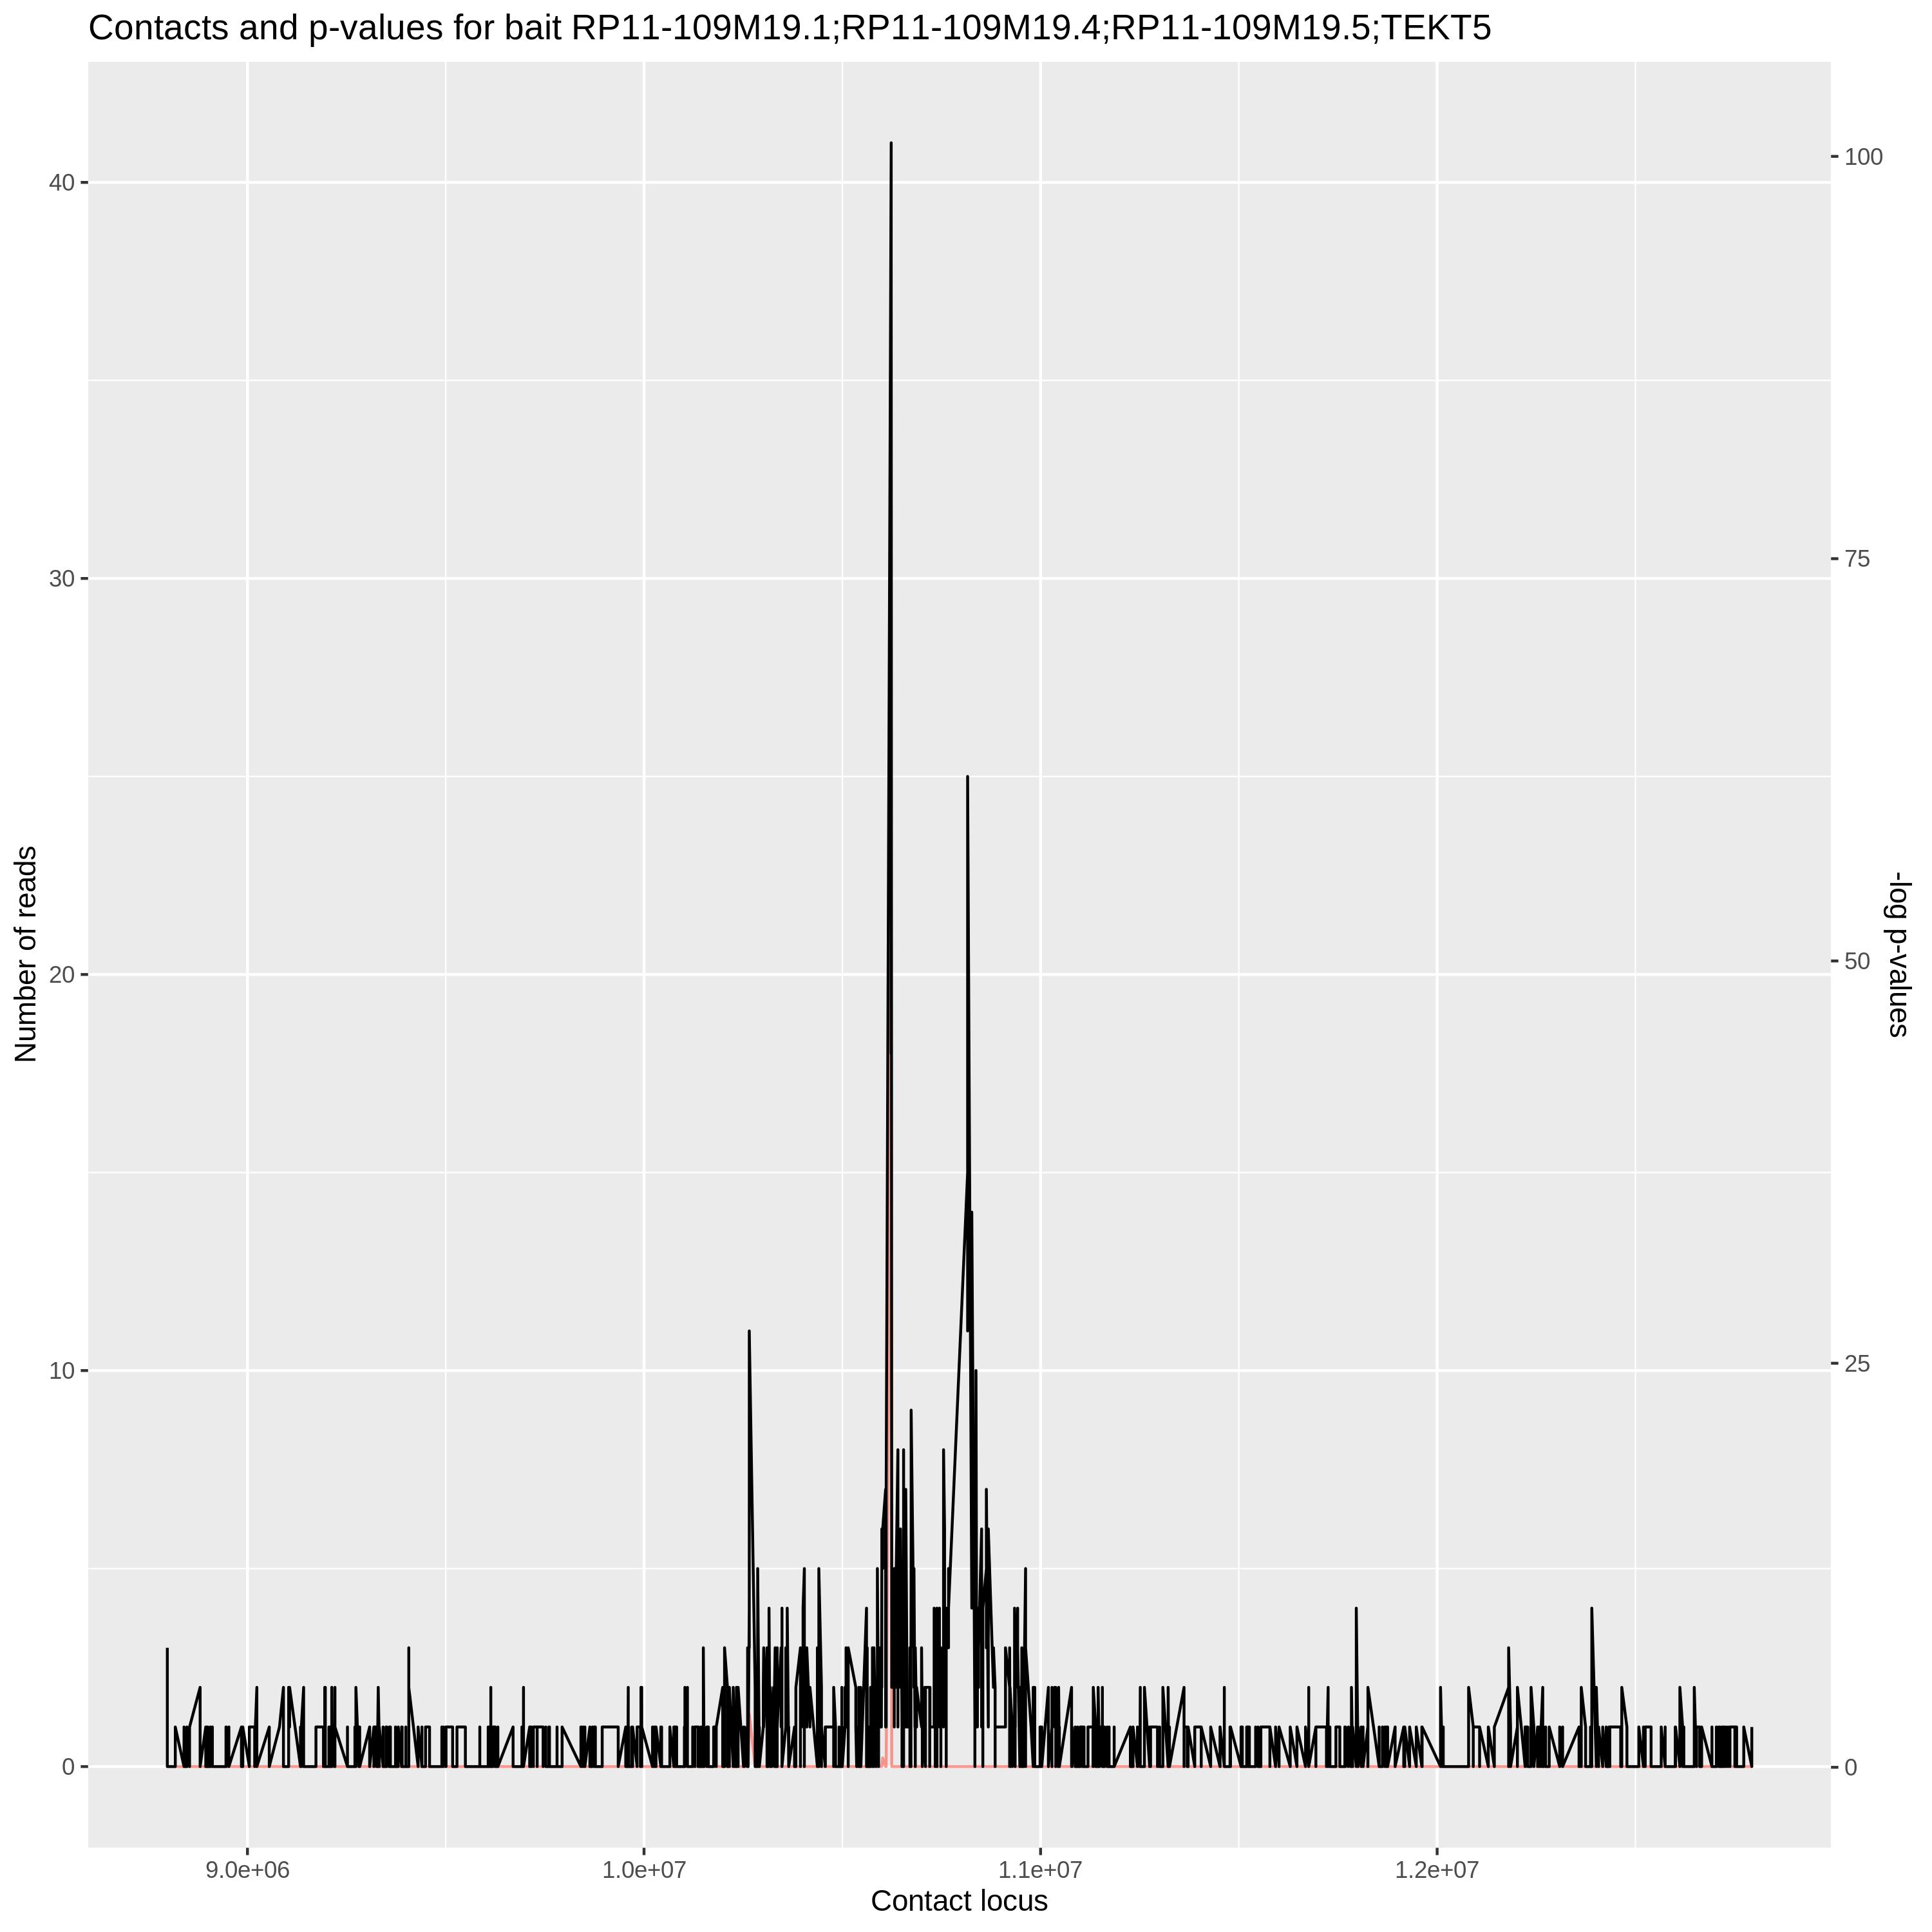 Contacts and p-values for bait RP11-109M19.1;RP11-109M19.4;RP11-109M19.5;TEKT5
Number of reads
40
30
20
10
0
100
75
50
25
0
-log p-values
9.0e+06
1.0e+07
1.1e+07
1.2e+07
Contact locus